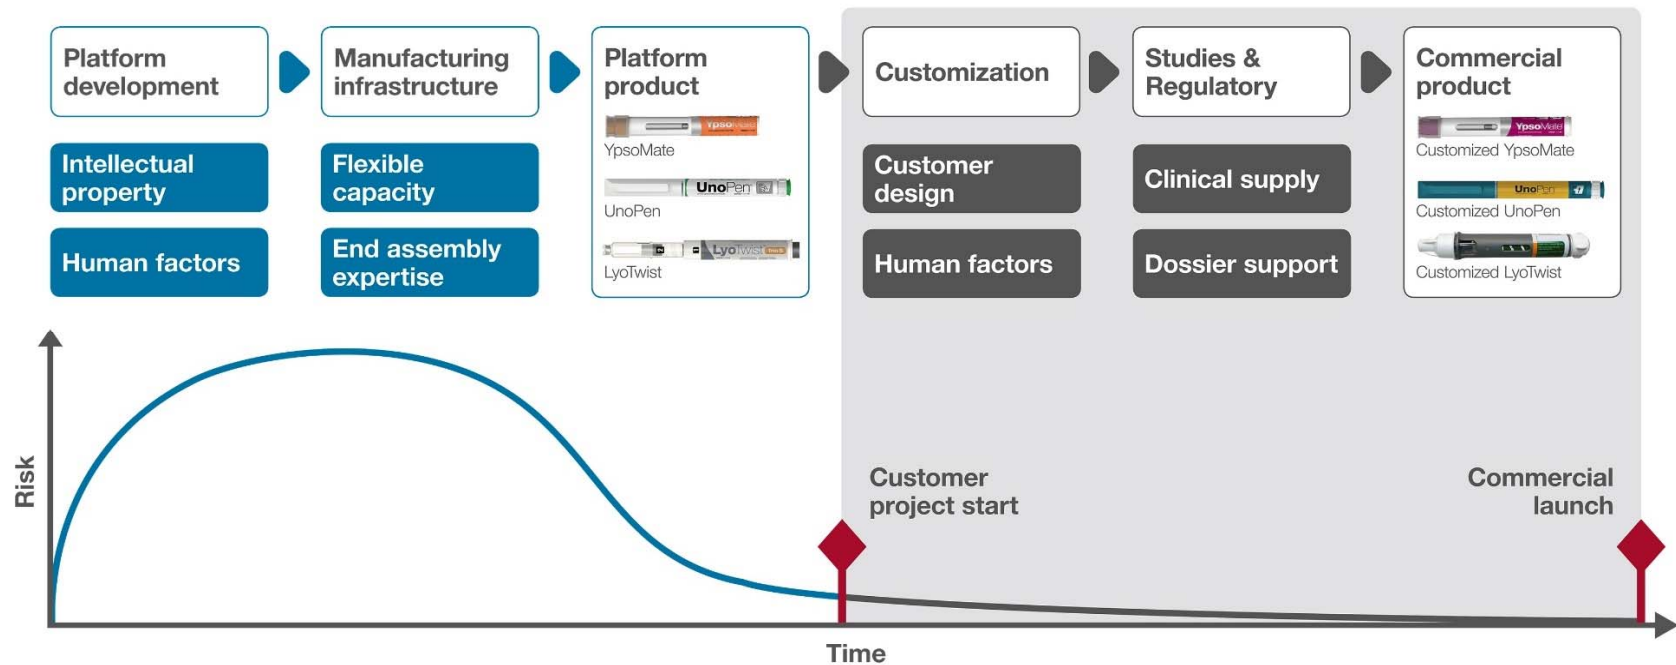 Platform
development
Manufacturing
infrastructure
Platform
product
Customization
Studies &
Regulatory
Commercial
product
YpsoMate
YpsoMate
UnoPen
UnoPen
LyoTwist
LyoTwist
YpsoMate
Customized YpsoMate
UnoPen
Customized UnoPen
Customized LyoTwist
Intellectual
property
Human factors
Flexible
capacity
End assembly
expertise
Customer
design
Human factors
Clinical supply
Dossier support
Risk
Customer
project start
Commercial
launch
Time